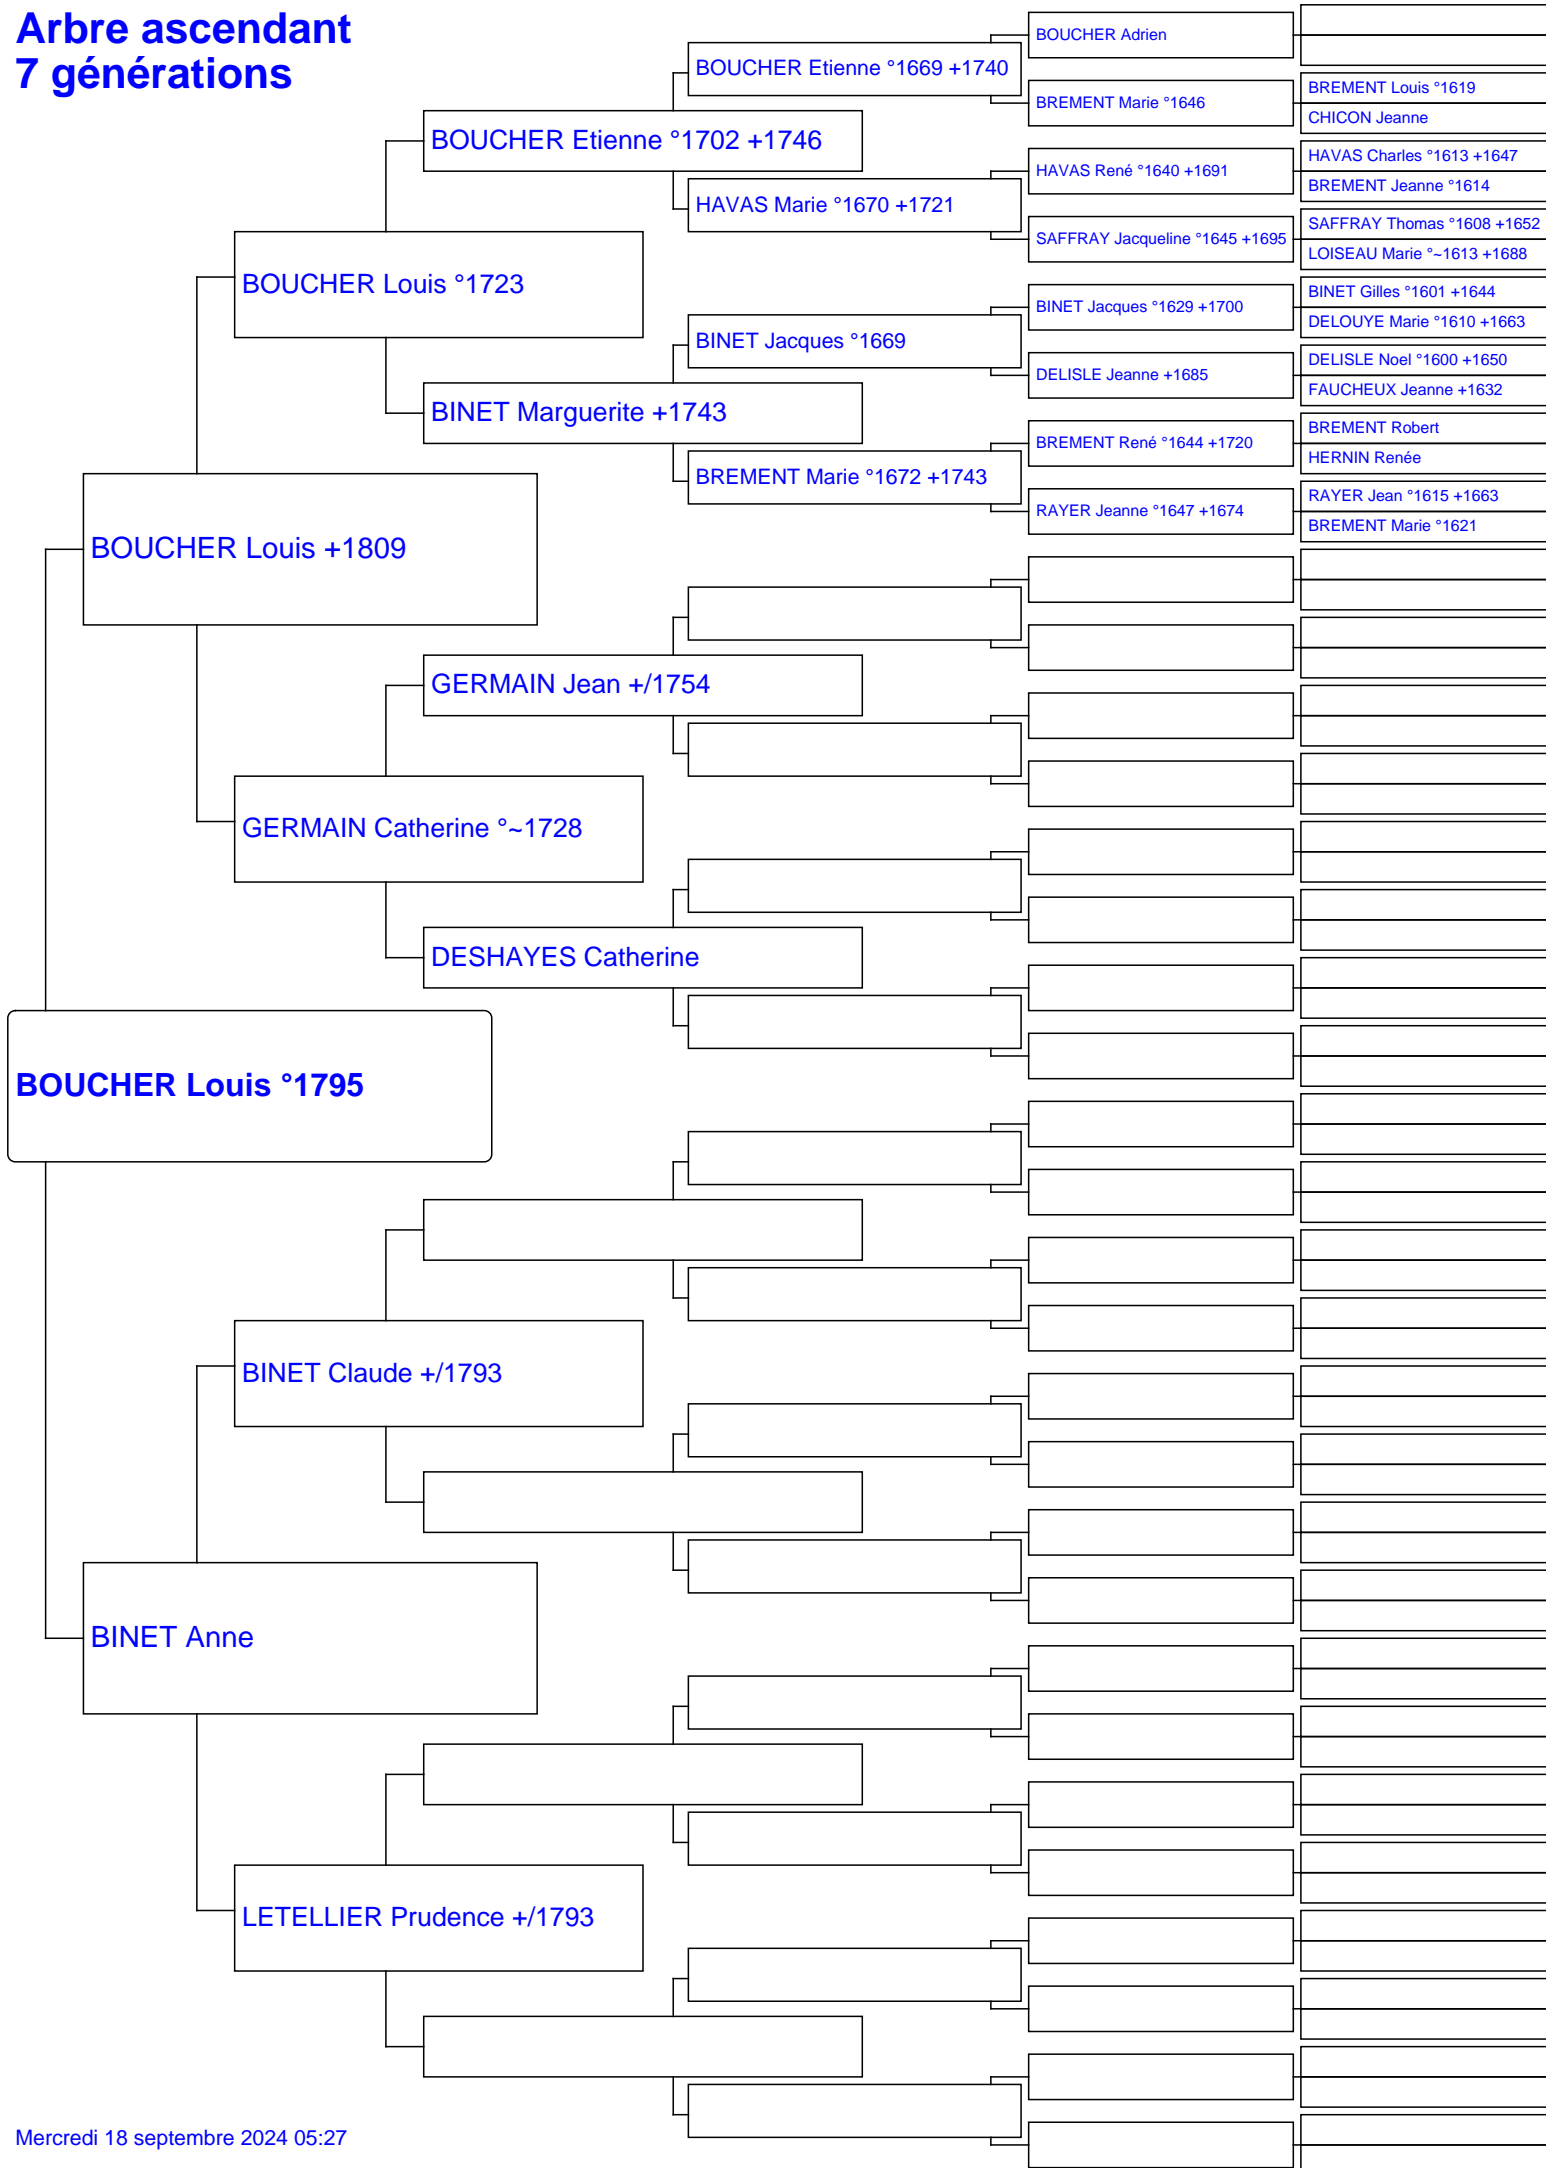 Arbre ascendant
7 générations
BOUCHER Adrien
BOUCHER Etienne °1669 +1740
BREMENT Louis °1619
BREMENT Marie °1646
CHICON Jeanne
BOUCHER Etienne °1702 +1746
HAVAS Charles °1613 +1647
HAVAS René °1640 +1691
BREMENT Jeanne °1614
HAVAS Marie °1670 +1721
SAFFRAY Thomas °1608 +1652
SAFFRAY Jacqueline °1645 +1695
LOISEAU Marie °~1613 +1688
BOUCHER Louis °1723
BINET Gilles °1601 +1644
BINET Jacques °1629 +1700
DELOUYE Marie °1610 +1663
BINET Jacques °1669
DELISLE Noel °1600 +1650
DELISLE Jeanne +1685
FAUCHEUX Jeanne +1632
BINET Marguerite +1743
BREMENT Robert
BREMENT René °1644 +1720
HERNIN Renée
BREMENT Marie °1672 +1743
RAYER Jean °1615 +1663
RAYER Jeanne °1647 +1674
BREMENT Marie °1621
BOUCHER Louis +1809
GERMAIN Jean +/1754
GERMAIN Catherine °~1728
DESHAYES Catherine
BOUCHER Louis °1795
BINET Claude +/1793
BINET Anne
LETELLIER Prudence +/1793
Mercredi 18 septembre 2024 05:27